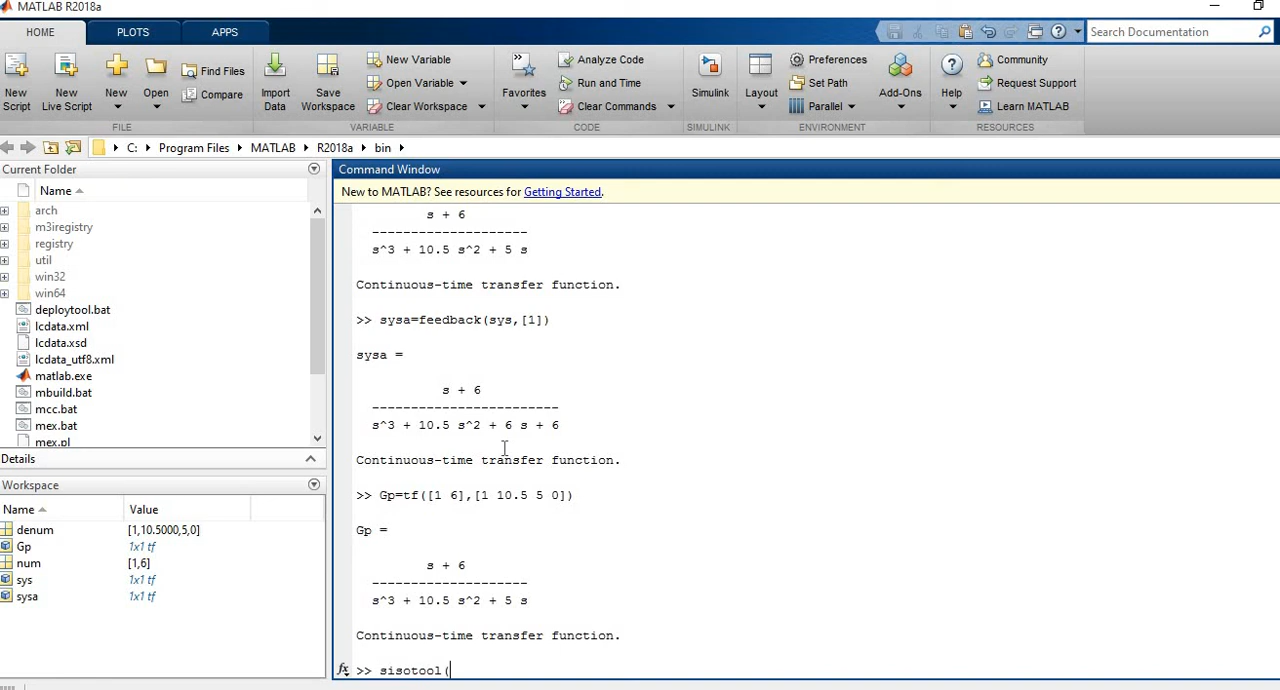 MATLAB R2018a
HOME PLOTS APPS Search Documentation
New Script
New Live Script
New
Open
Find Files
Compare
Import Data
Save Workspace
New Variable
Open Variable
Clear Workspace
Favorites
Analyze Code
Run and Time
Clear Commands
Simulink
Layout
Preferences
Set Path
Parallel
Add-Ons
Help
Community
Request Support
Learn MATLAB
FILE VARIABLE CODE SIMULINK ENVIRONMENT RESOURCES
C: Program Files MATLAB R2018a bin
Current Folder
Name
arch
m3iregistry
registry
util
win32
win64
deploytool.bat
lcdata.xml
lcdata.xsd
lcdata_utf8.xml
matlab.exe
mbuild.bat
mcc.bat
mex.bat
mex.pl
Details
Workspace
Name Value
denum [1,10.5000,5,0]
Gp 1x1 tf
num [1,6]
sys 1x1 tf
sysa 1x1 tf
Command Window
New to MATLAB? See resources for Getting Started.
s + 6
--------------------
s^3 + 10.5 s^2 + 5 s
Continuous-time transfer function.
>> sysa=feedback(sys,[1])
sysa =
s + 6
------------------------
s^3 + 10.5 s^2 + 6 s + 6
Continuous-time transfer function.
>> Gp=tf([1 6],[1 10.5 5 0])
Gp =
s + 6
--------------------
s^3 + 10.5 s^2 + 5 s
Continuous-time transfer function.
fx >> sisotool(